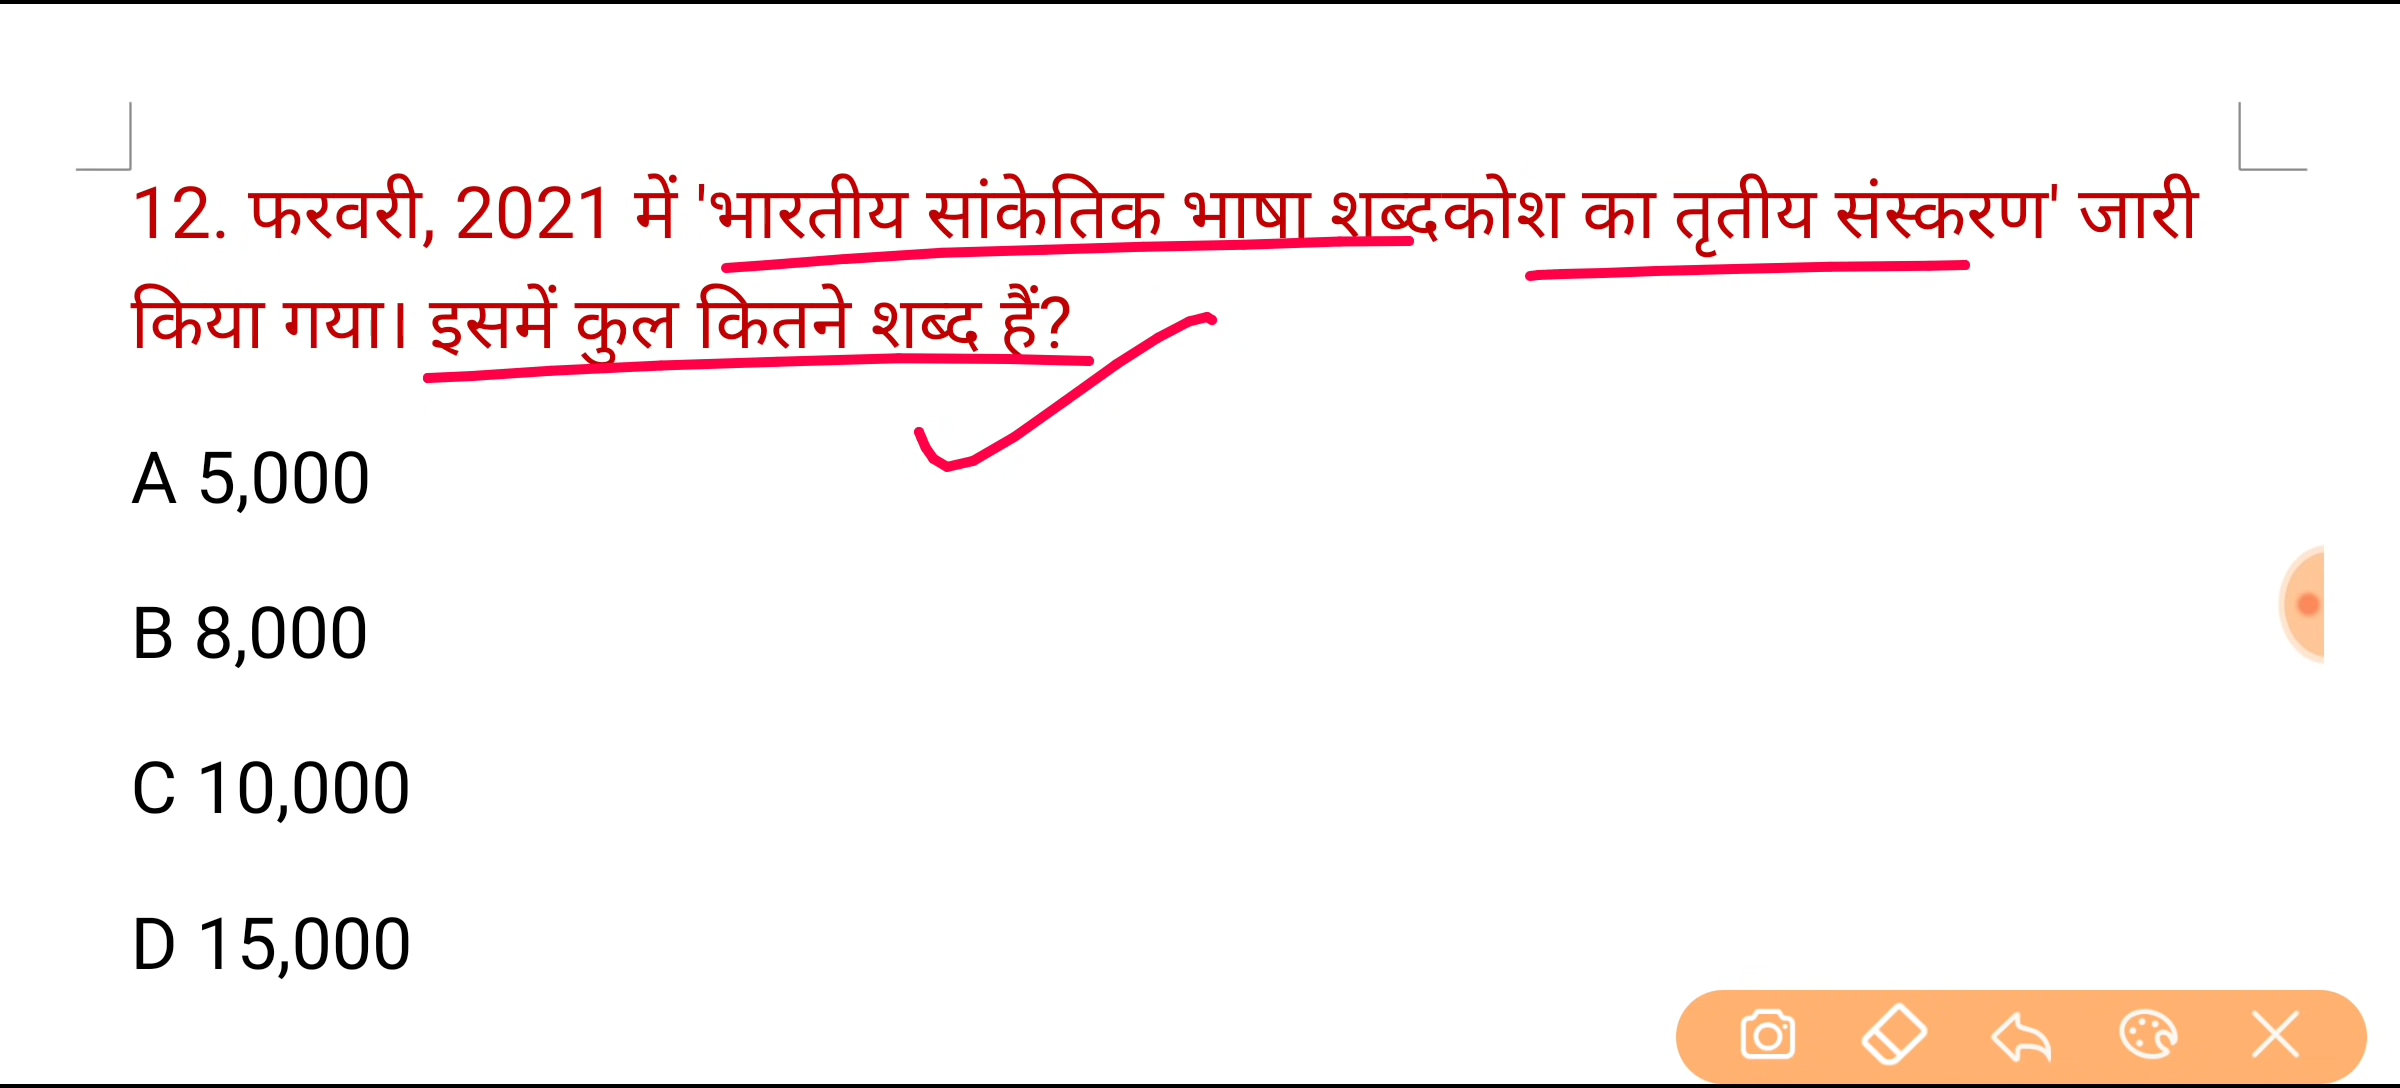 12. फरवरी, 2021 में 'भारतीय सांकेतिक भाषा शब्दकोश का तृतीय संस्करण' जारी
किया गया। इसमें कुल कितने शब्द हैं?
A 5,000
B 8,000
C 10,000
D 15,000